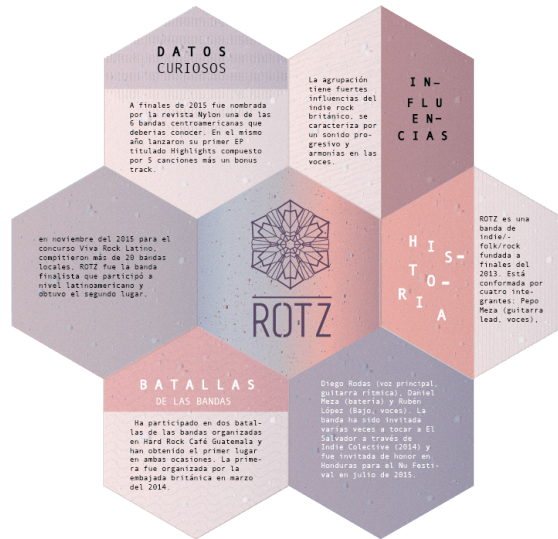 DATOS
CURIOSOS
A finales de 2015 fue nombrada
por la revista Nylon una de las
6 bandas centroamericanas que
deberias conocer. En el mismo
año lanzaron su primer EP
titulado Highlights compuesto
por 5 canciones más un bonus
track.
La agrupación
tiene fuertes
influencias del
indie rock
británico, se
caracteriza por
un sonido pro-
gresivo y
armonías en las
voces.
IN-
FLU
EN-
CIAS
en noviembre del 2015 para el
concurso Viva Rock Latino,
compitieron más de 20 bandas
locales, ROTZ fue la banda
finalista que participó a
nivel latinoamericano y
obtuvo el segundo lugar.
ROTZ
HIS-
TO-
RIA
ROTZ es una
banda de
indie/-
folk/rock
fundada a
finales del
2013. Está
conformada por
cuatro inte-
grantes: Pepo
Meza (guitarra
lead, voces),
Diego Rodas (voz principal,
guitarra rítmica), Daniel
Meza (batería) y Rubén
López (Bajo, voces). La
banda ha sido invitada
varias veces a tocar a El
Salvador a través de
Indie Colective (2014) y
fue invitada de honor en
Honduras para el Nu Festi-
val en julio de 2015.
BATALLAS
DE LAS BANDAS
Ha participado en dos batal-
las de las bandas organizadas
en Hard Rock Café Guatemala y
han obtenido el primer lugar
en ambas ocasiones. La prime-
ra fue organizada por la
embajada británica en marzo
del 2014.